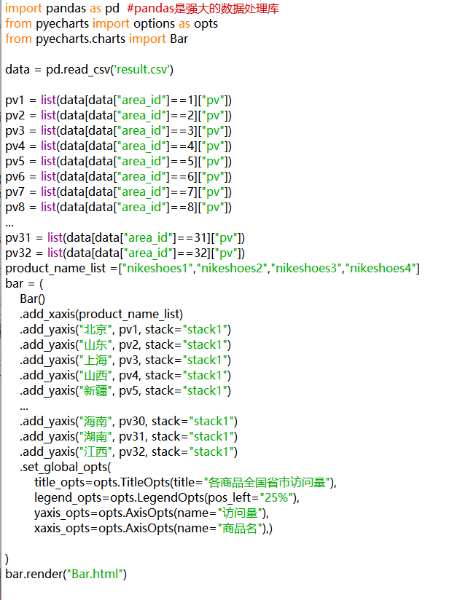 import pandas as pd  #pandas是强大的数据处理库
from pyecharts import options as opts
from pyecharts.charts import Bar
data = pd.read_csv('result.csv')
pv1 = list(data[data["area_id"]==1]["pv"])
pv2 = list(data[data["area_id"]==2]["pv"])
pv3 = list(data[data["area_id"]==3]["pv"])
pv4 = list(data[data["area_id"]==4]["pv"])
pv5 = list(data[data["area_id"]==5]["pv"])
pv6 = list(data[data["area_id"]==6]["pv"])
pv7 = list(data[data["area_id"]==7]["pv"])
pv8 = list(data[data["area_id"]==8]["pv"])
...
pv31 = list(data[data["area_id"]==31]["pv"])
pv32 = list(data[data["area_id"]==32]["pv"])
product_name_list =["nikeshoes1","nikeshoes2","nikeshoes3","nikeshoes4"]
bar = (
Bar()
.add_xaxis(product_name_list)
.add_yaxis("北京", pv1, stack="stack1")
.add_yaxis("山东", pv2, stack="stack1")
.add_yaxis("上海", pv3, stack="stack1")
.add_yaxis("山西", pv4, stack="stack1")
.add_yaxis("新疆", pv5, stack="stack1")
...
.add_yaxis("海南", pv30, stack="stack1")
.add_yaxis("湖南", pv31, stack="stack1")
.add_yaxis("江西", pv32, stack="stack1")
.set_global_opts(
title_opts=opts.TitleOpts(title="各商品全国省市访问量"),
legend_opts=opts.LegendOpts(pos_left="25%"),
yaxis_opts=opts.AxisOpts(name="访问量"),
xaxis_opts=opts.AxisOpts(name="商品名"),)
)
bar.render("Bar.html")